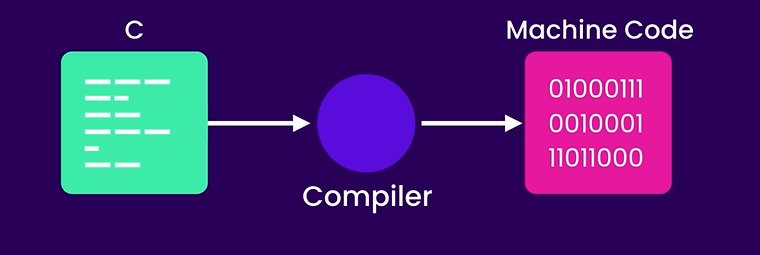 C
Machine Code
01000111
0010001
11011000
Compiler